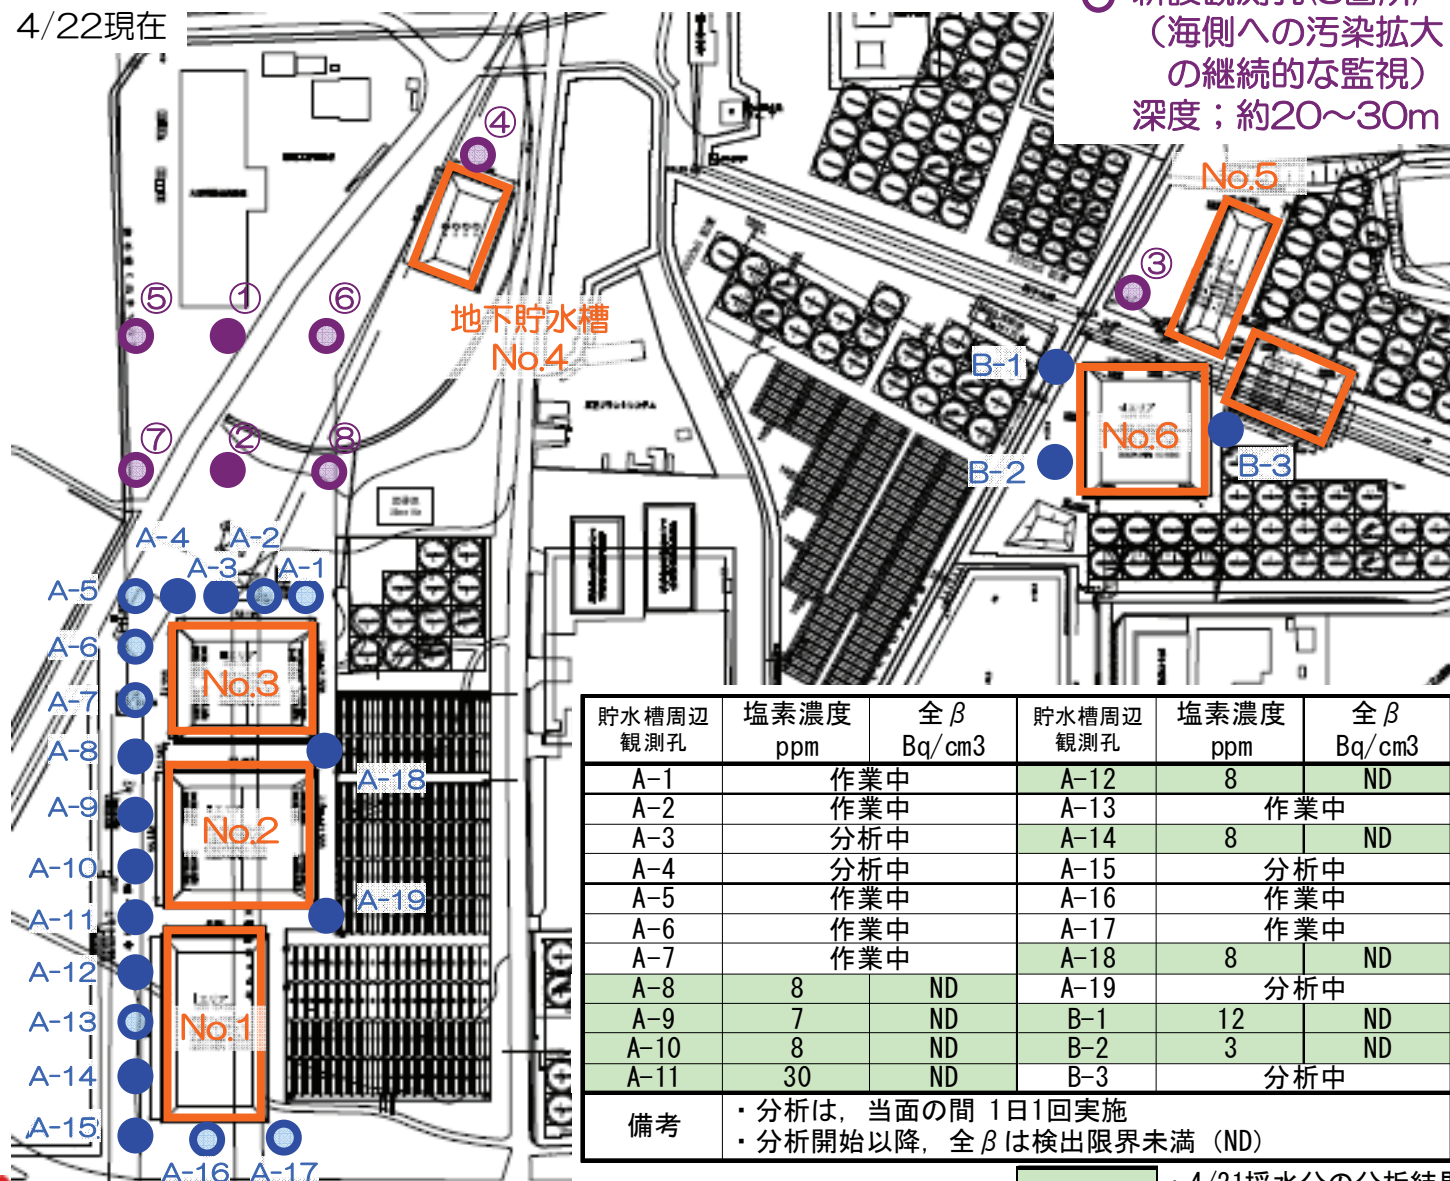 4/22現在
(海側への汚染拡大
の継続的な監視)
深度；約20～30m
④
No.5
③
⑤
①
⑥
地下貯水槽
No.4
B-1
No.6
B-2
B-3
⑦
②
⑧
A-4
A-2
A-3
A-1
A-5
A-6
No.3
A-7
A-8
A-18
A-9
No.2
A-10
A-19
A-11
A-12
A-13
No.1
A-14
A-15
A-16
A-17
貯水槽周辺観測孔 塩素濃度 ppm 全β Bq/cm3 貯水槽周辺観測孔 塩素濃度 ppm 全β Bq/cm3
A-1 作業中 A-12 8 ND
A-2 作業中 A-13 作業中
A-3 分析中 A-14 8 ND
A-4 分析中 A-15 分析中
A-5 作業中 A-16 作業中
A-6 作業中 A-17 作業中
A-7 作業中 A-18 8 ND
A-8 8 ND A-19 分析中
A-9 7 ND B-1 12 ND
A-10 8 ND B-2 3 ND
A-11 30 ND B-3 分析中
備考 ・分析は，当面の間 1日1回実施
・分析開始以降，全βは検出限界未満（ND）
：4/21採水分の分析結果